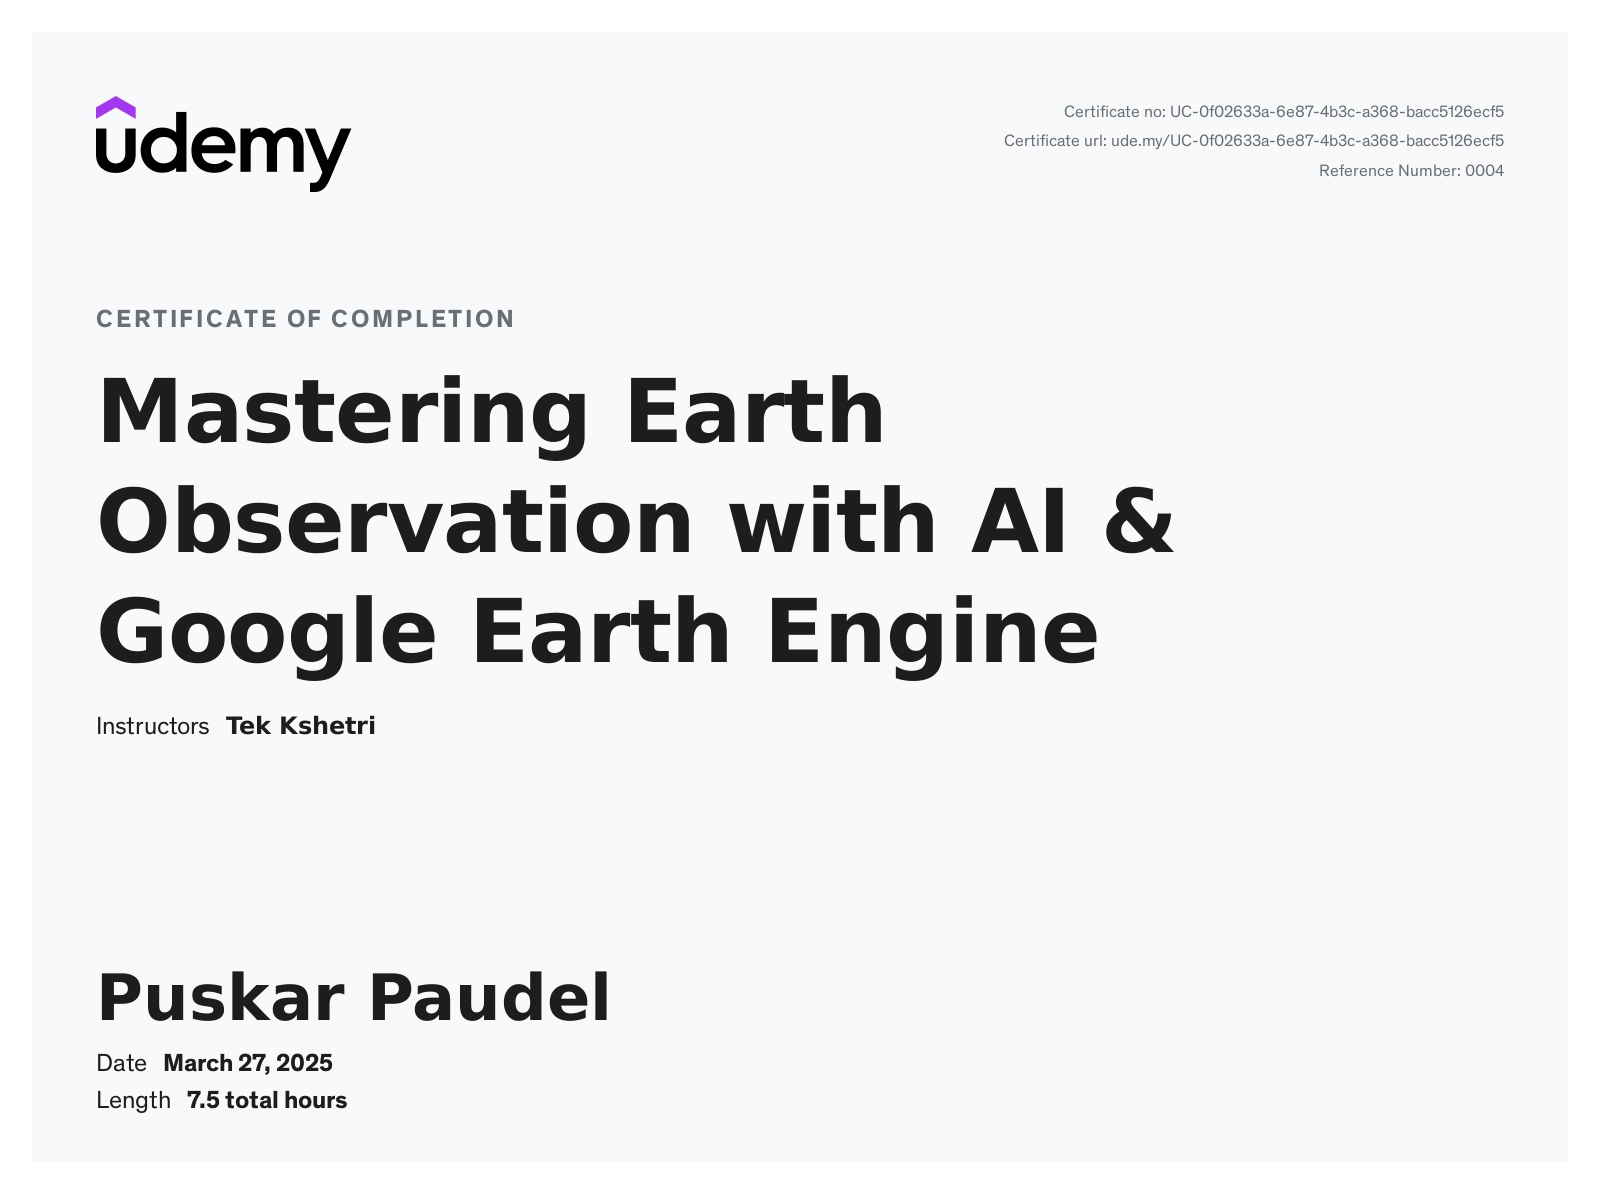 udemy
Certificate no: UC-0f02633a-6e87-4b3c-a368-bacc5126ecf5
Certificate url: ude.my/UC-0f02633a-6e87-4b3c-a368-bacc5126ecf5
Reference Number: 0004
CERTIFICATE OF COMPLETION
Mastering Earth
Observation with AI &
Google Earth Engine
Instructors Tek Kshetri
Puskar Paudel
Date March 27, 2025
Length 7.5 total hours